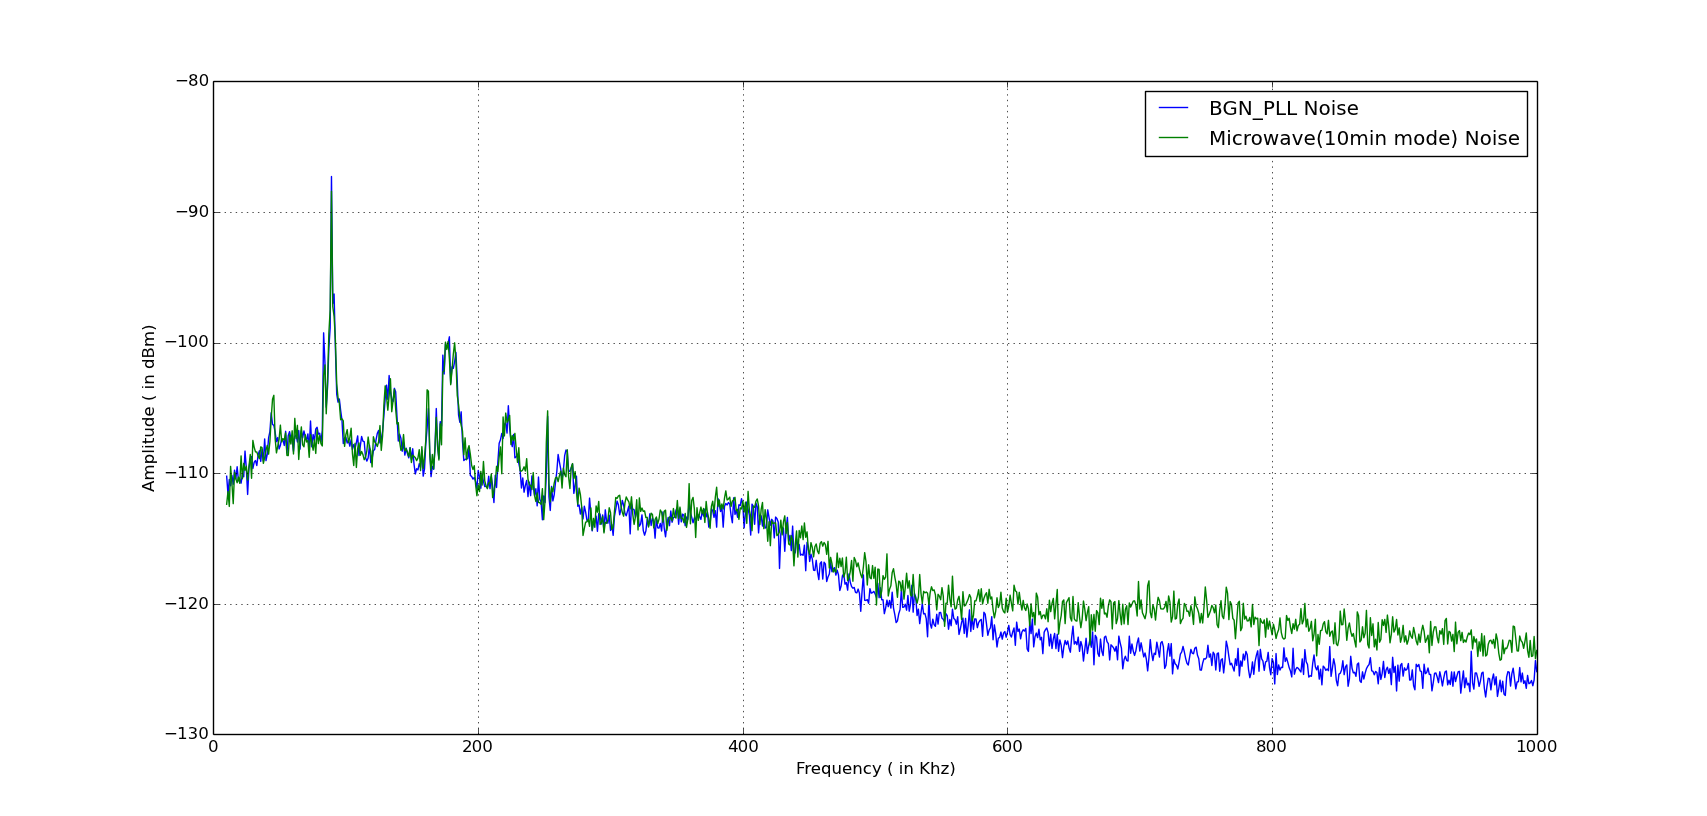 −80
−90
−100
−110
−120
−130
Amplitude ( in dBm)
BGN_PLL Noise
Microwave(10min mode) Noise
0 200 400 600 800 1000
Frequency ( in Khz)